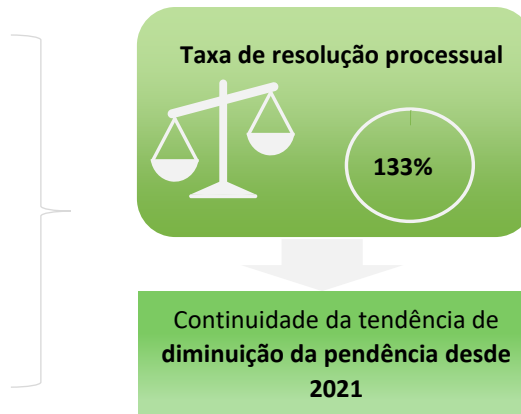 Taxa de resolução processual
133%
Continuidade da tendência de
diminuição da pendência desde
2021